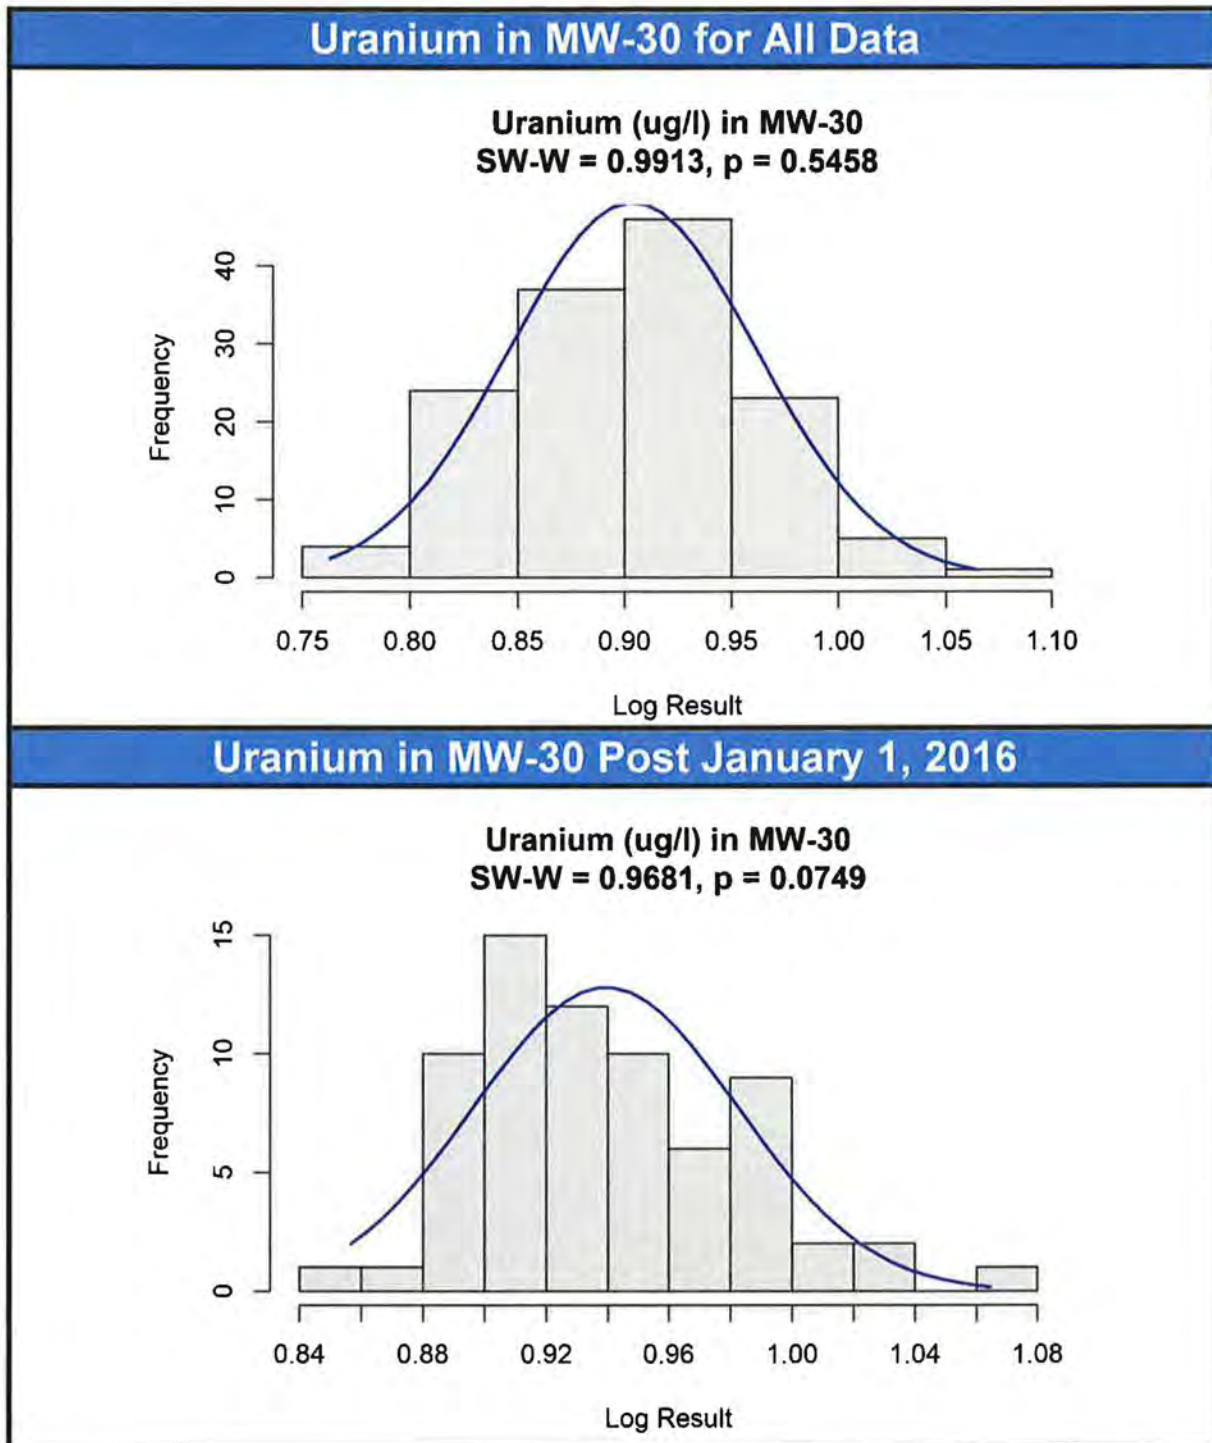 Uranium in MW-30 for All Data
Uranium (ug/l) in MW-30
SW-W = 0.9913, p = 0.5458
Frequency
40
30
20
10
0
0.75 0.80 0.85 0.90 0.95 1.00 1.05 1.10
Log Result
Uranium in MW-30 Post January 1, 2016
Uranium (ug/l) in MW-30
SW-W = 0.9681, p = 0.0749
Frequency
15
10
5
0
0.84 0.88 0.92 0.96 1.00 1.04 1.08
Log Result